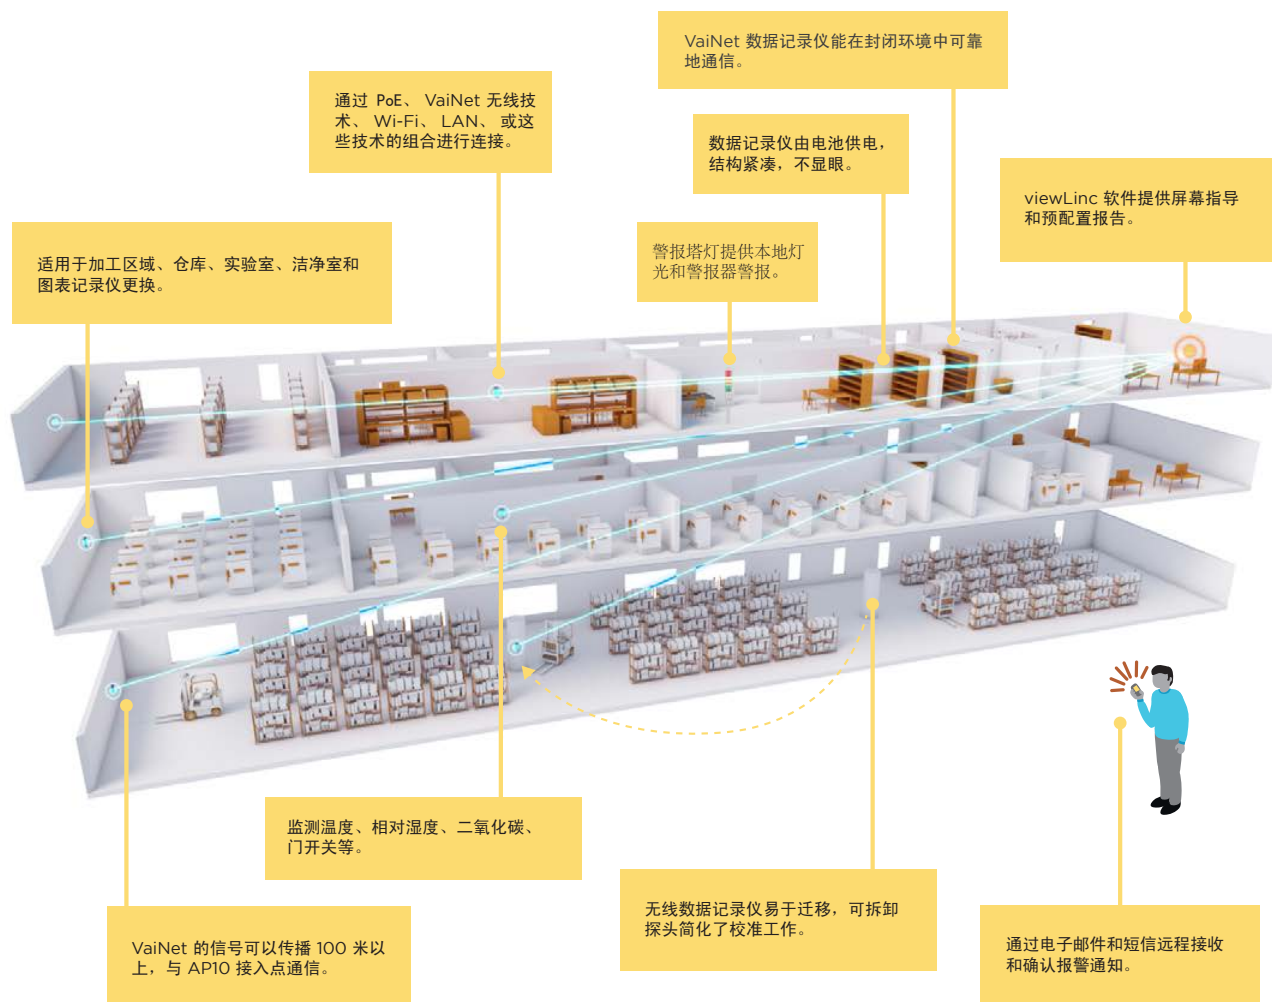 VaiNet 数据记录仪能在封闭环境中可靠
地通信。
通过 PoE、 VaiNet 无线技
术、 Wi-Fi、 LAN、 或这
些技术的组合进行连接。
数据记录仪由电池供电，
结构紧凑，不显眼。
viewLinc 软件提供屏幕指导
和预配置报告。
适用于加工区域、仓库、实验室、洁净室和
图表记录仪更换。
警报塔灯提供本地灯
光和警报器警报。
监测温度、相对湿度、二氧化碳、
门开关等。
无线数据记录仪易于迁移，可拆卸
探头简化了校准工作。
VaiNet 的信号可以传播 100 米以
上，与 AP10 接入点通信。
通过电子邮件和短信远程接收
和确认报警通知。